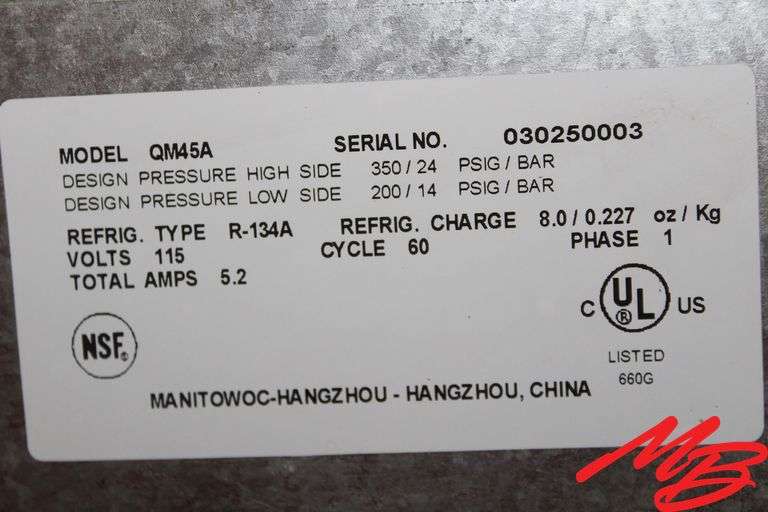 MODEL QM45A SERIAL NO. 030250003
DESIGN PRESSURE HIGH SIDE 350 / 24 PSIG / BAR
DESIGN PRESSURE LOW SIDE 200 / 14 PSIG / BAR
REFRIG. TYPE R-134A REFRIG. CHARGE 8.0 / 0.227 oz / Kg
VOLTS 115 CYCLE 60 PHASE 1
TOTAL AMPS 5.2
C UL ® US
NSF®
LISTED
660G
MANITOWOC-HANGZHOU - HANGZHOU, CHINA
MB